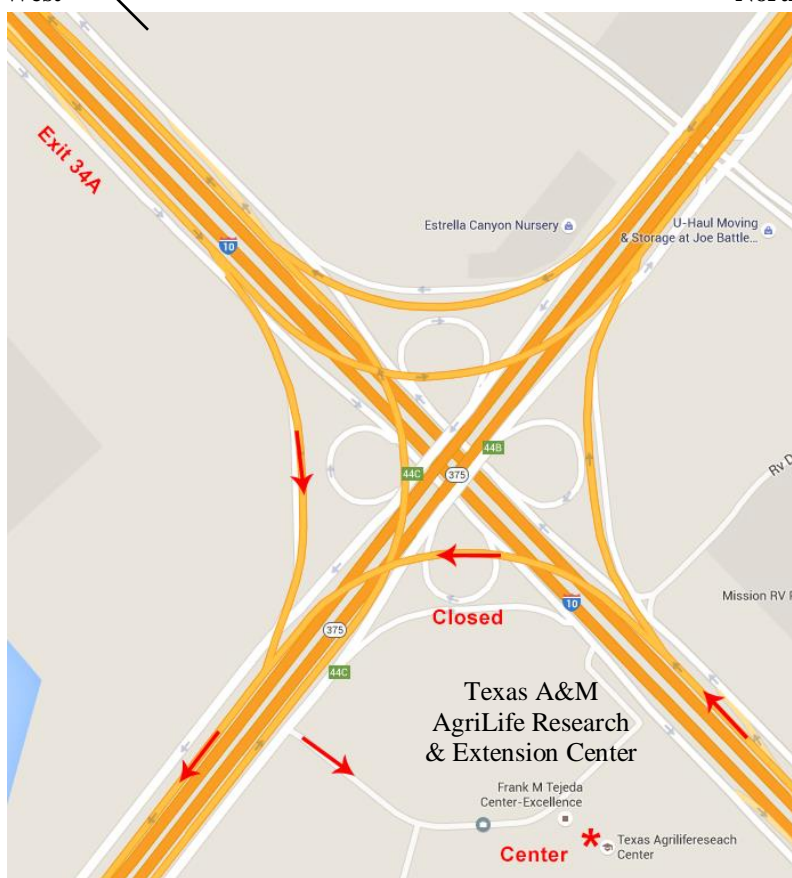 Exit 34A
10
Estrella Canyon Nursery
U-Haul Moving
& Storage at Joe Battle...
44B
44C
375
Rv D
Mission RV
10
Closed
375
44C
Texas A&M
AgriLife Research
& Extension Center
Frank M Tejeda
Center-Excellence
* Texas Agrilifereseach
Center
Center